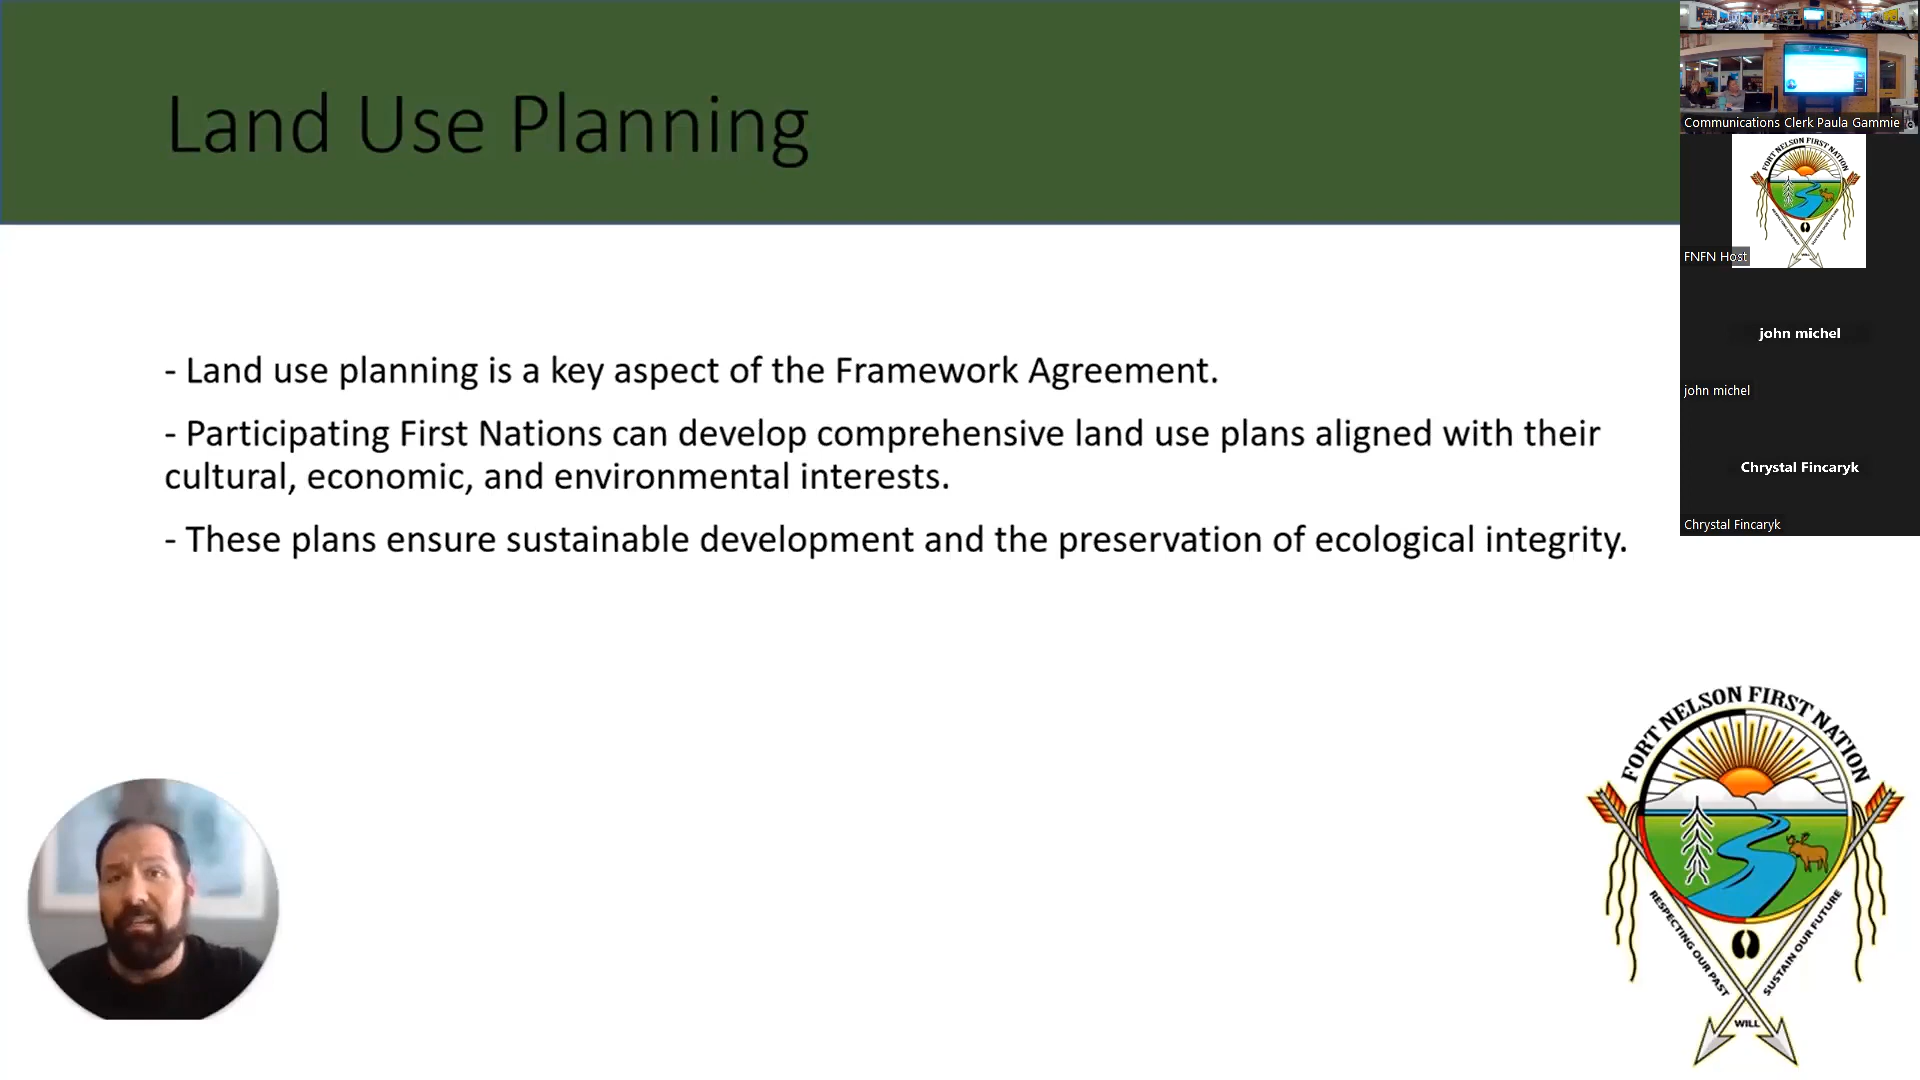 Land Use Planning
- Land use planning is a key aspect of the Framework Agreement.
- Participating First Nations can develop comprehensive land use plans aligned with their
cultural, economic, and environmental interests.
- These plans ensure sustainable development and the preservation of ecological integrity.
Communications Clerk Paula Gammie
FORT NELSON FIRST NATION
FNFN Host
john michel
john michel
Chrystal Fincaryk
Chrystal Fincaryk
FORT NELSON FIRST NATION
RESPECTING OUR PAST
WILL
SUSTAIN OUR FUTURE